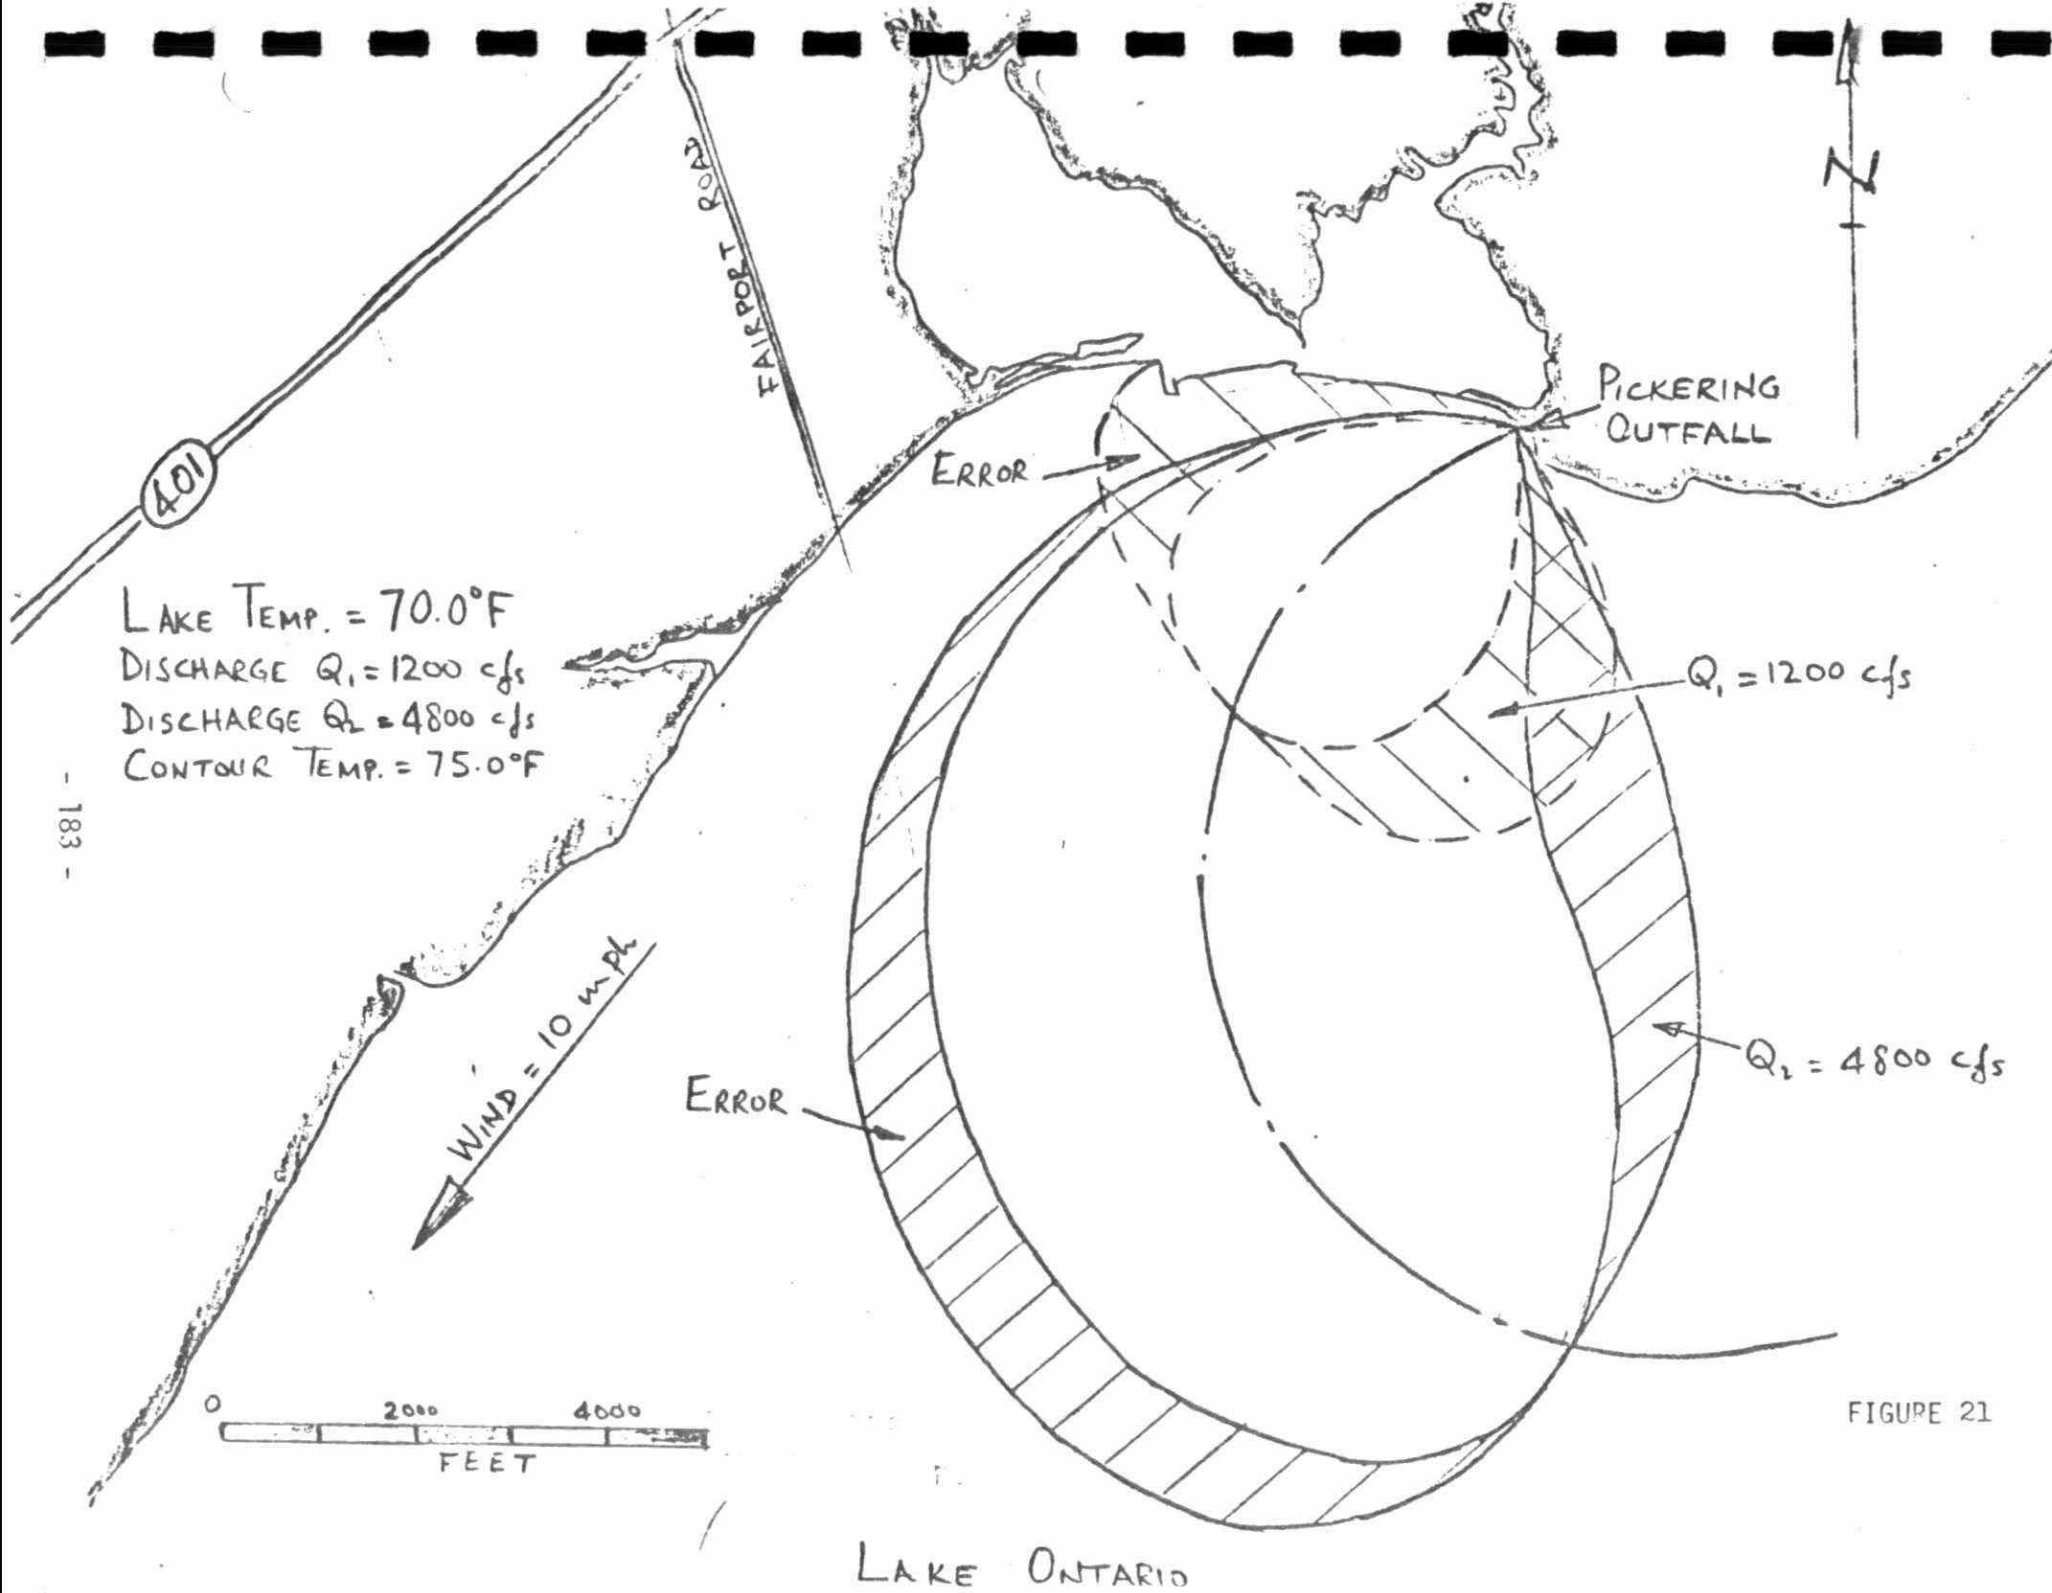 N
FAIRPORT ROAD
401
PICKERING
OUTFALL
ERROR
LAKE TEMP. = 70.0°F
DISCHARGE Q₁ = 1200 cfs
DISCHARGE Q₂ = 4800 cfs
CONTOUR TEMP. = 75.0°F
Q₁ = 1200 cfs
- 183 -
WIND = 10 mph
Q₂ = 4800 cfs
ERROR
0 2000 4000
FEET
FIGURE 21
LAKE ONTARIO